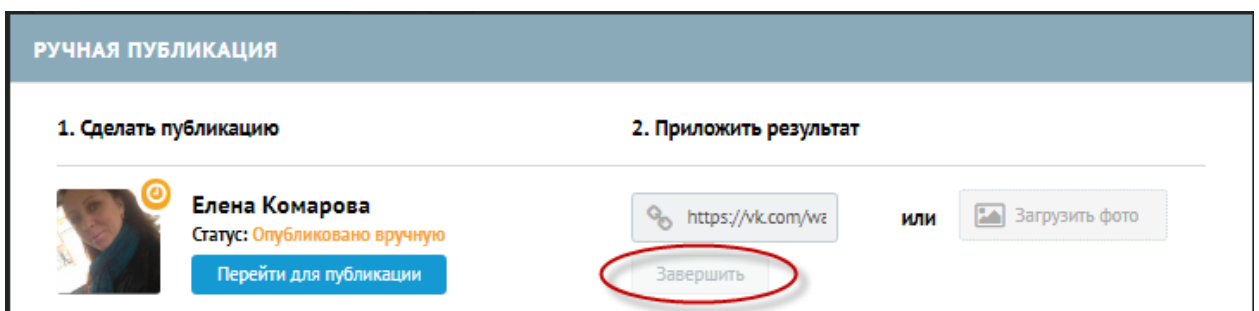 РУЧНАЯ ПУБЛИКАЦИЯ
1. Сделать публикацию
2. Приложить результат
Елена Комарова
Статус: Опубликовано вручную
Перейти для публикации
https://vk.com/wa
или
Загрузить фото
Завершить